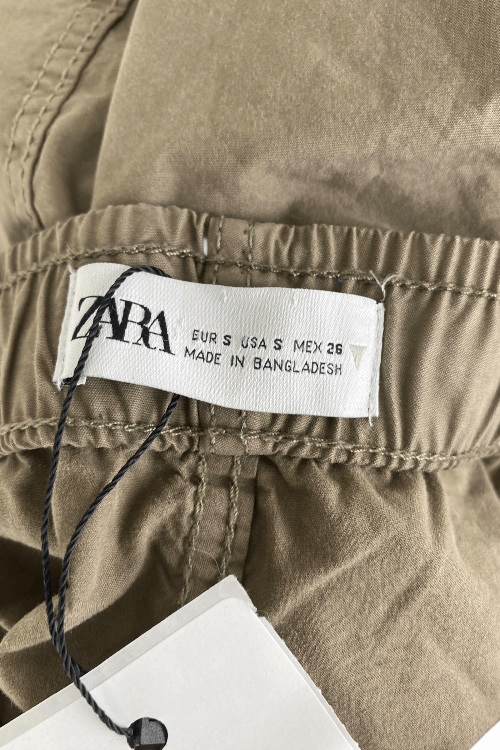 ZARA
EUR S USA S MEX 26
MADE IN BANGLADESH